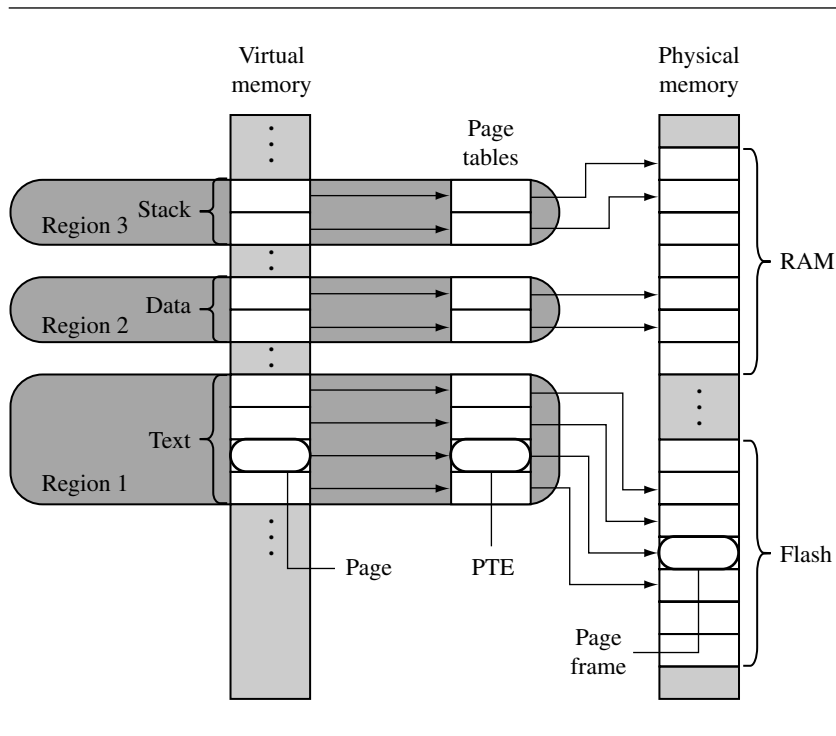 Virtual
memory
Physical
memory
Page
tables
Stack
Region 3
RAM
Data
Region 2
Text
Region 1
Flash
Page
PTE
Page
frame